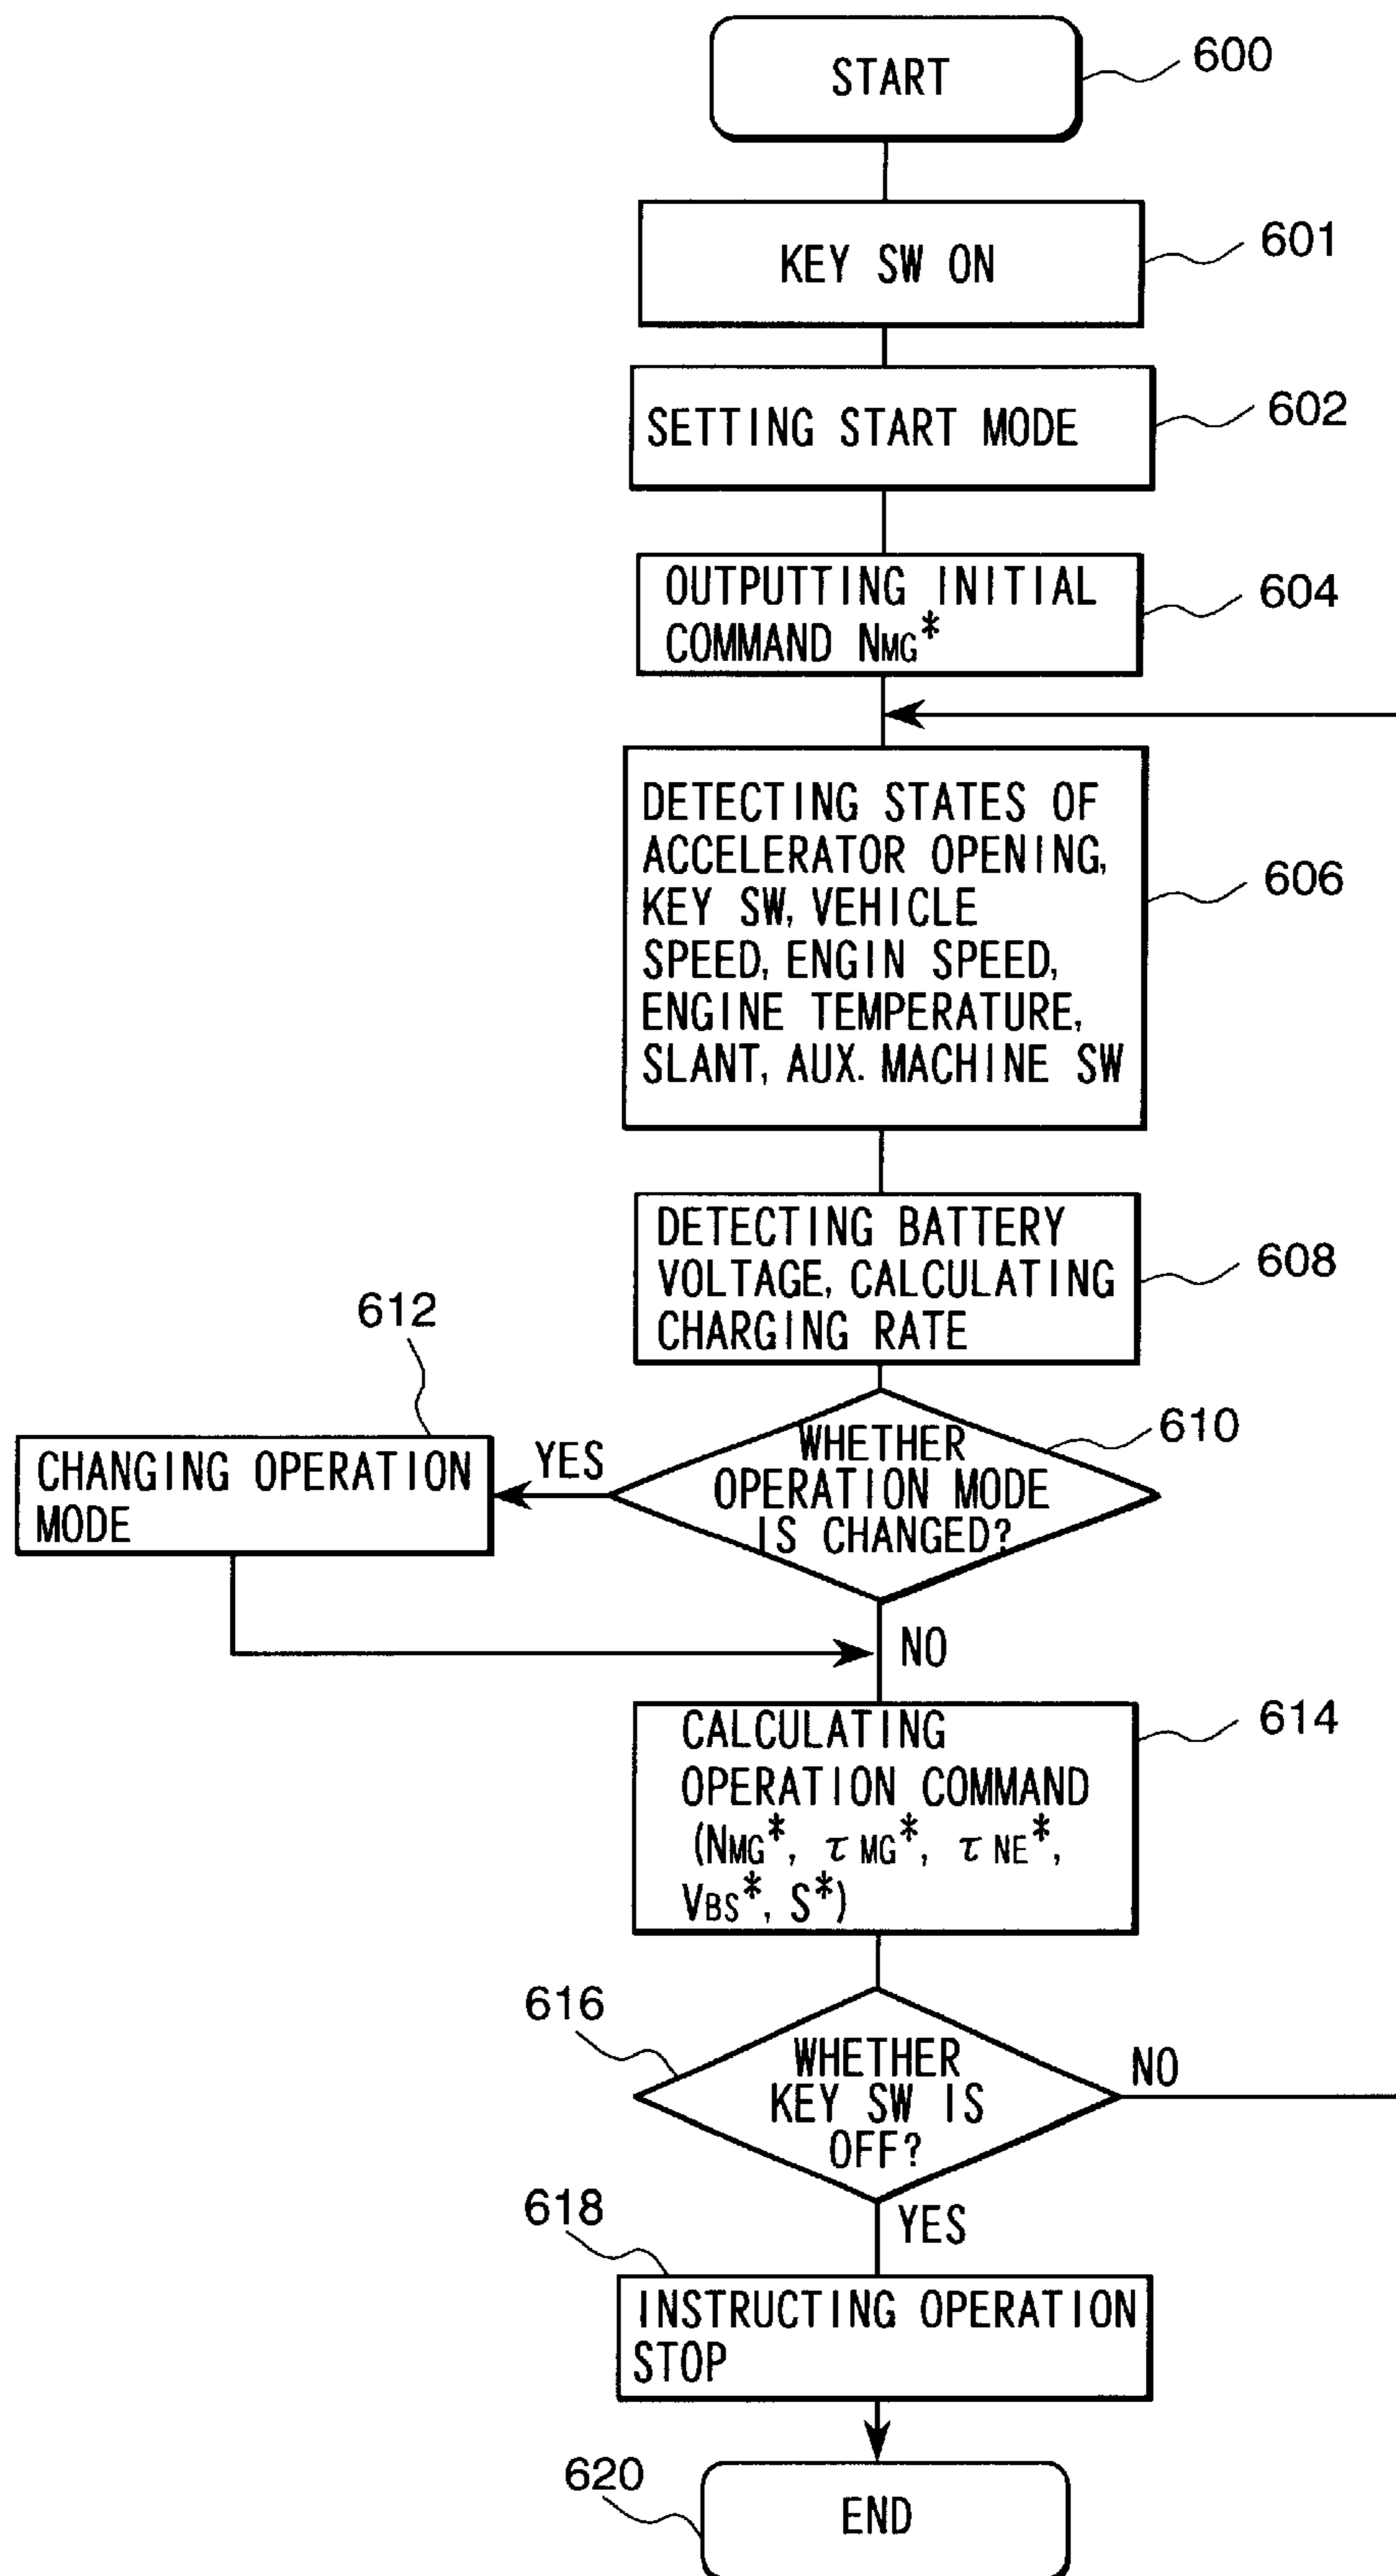 START
600
KEY SW ON
601
SETTING START MODE
602
OUTPUTTING INITIAL
COMMAND NMG*
604
DETECTING STATES OF
ACCELERATOR OPENING,
KEY SW, VEHICLE
SPEED, ENGIN SPEED,
ENGINE TEMPERATURE,
SLANT, AUX. MACHINE SW
606
DETECTING BATTERY
VOLTAGE, CALCULATING
CHARGING RATE
608
WHETHER
OPERATION MODE
IS CHANGED?
610
YES
612
CHANGING OPERATION
MODE
NO
CALCULATING
OPERATION COMMAND
(NMG*, τMG*, τNE*,
VBS*, S*)
614
616
WHETHER
KEY SW IS
OFF?
NO
YES
618
INSTRUCTING OPERATION
STOP
620
END